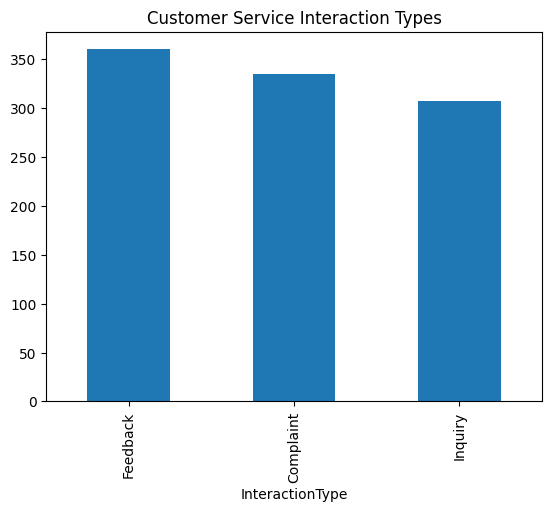 Customer Service Interaction Types
350
300
250
200
150
100
50
0
Feedback
Complaint
Inquiry
InteractionType